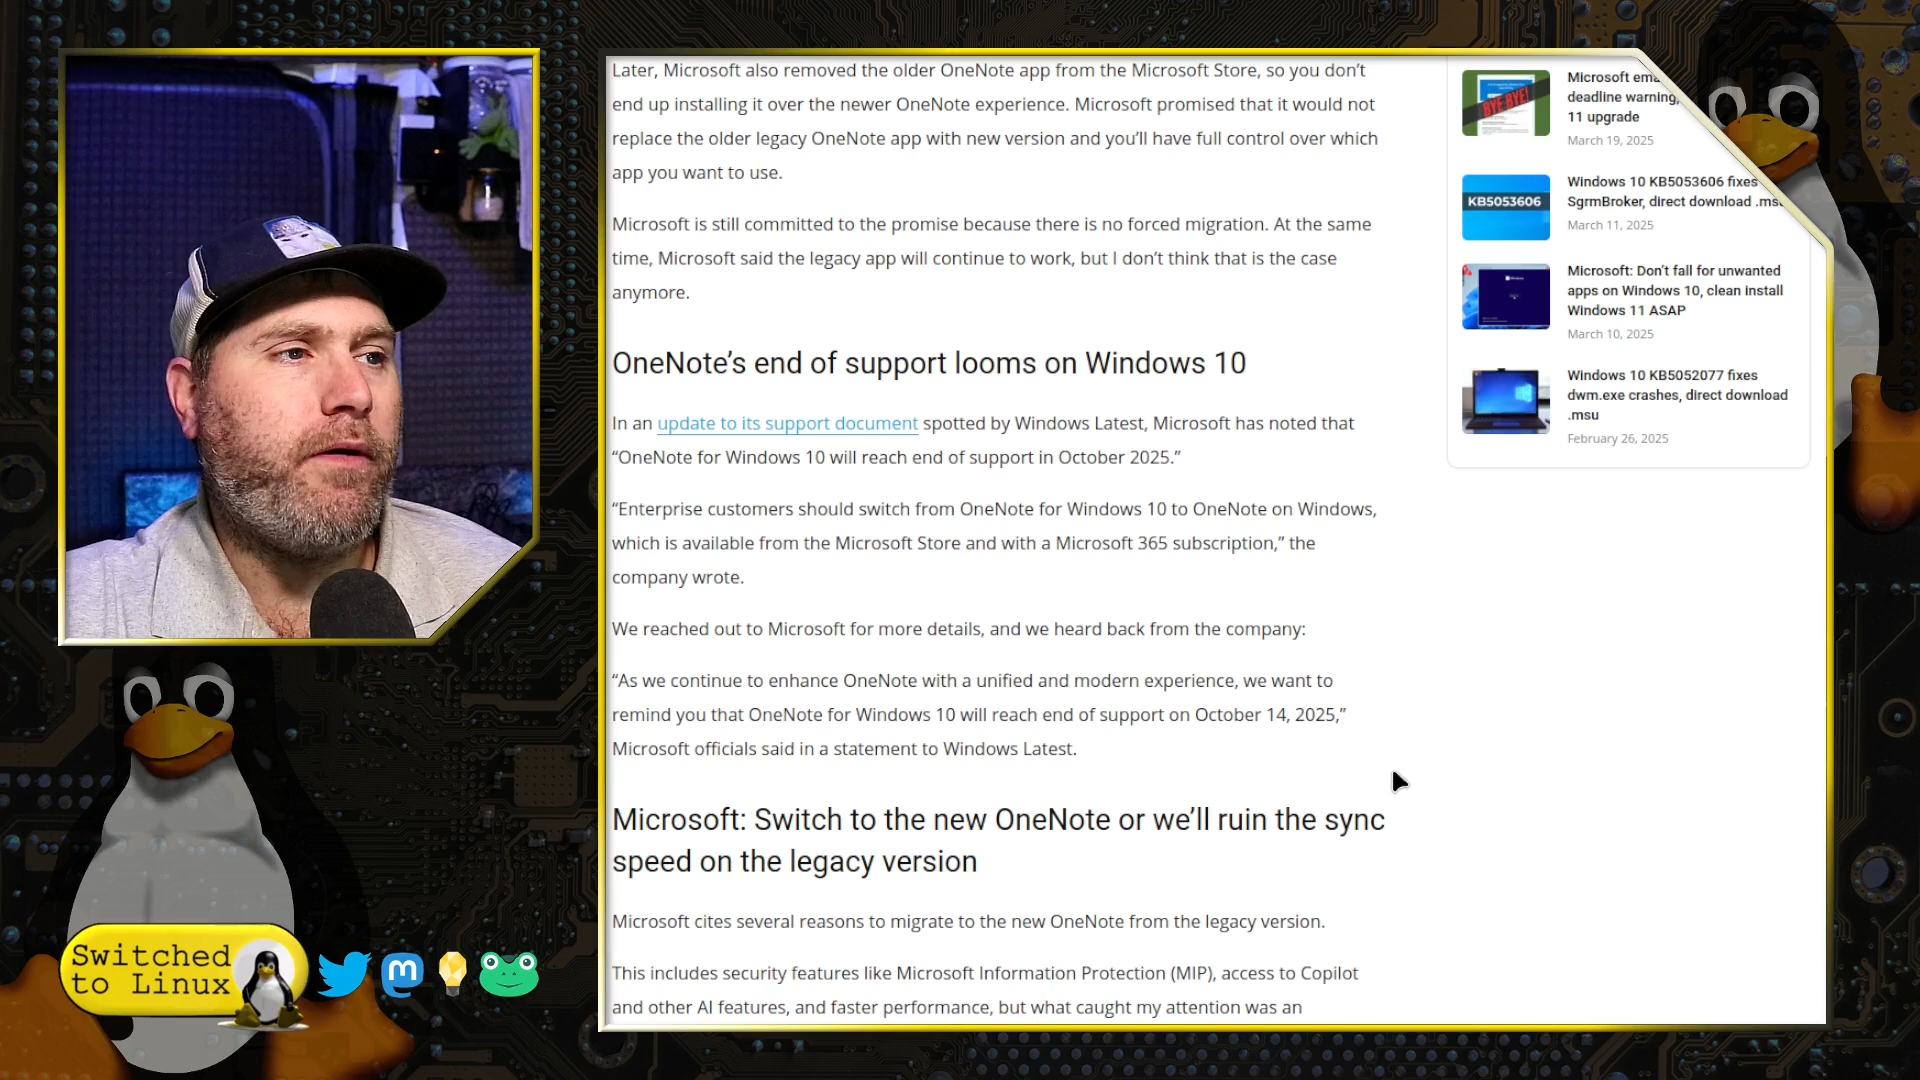 Later, Microsoft also removed the older OneNote app from the Microsoft Store, so you don’t
end up installing it over the newer OneNote experience. Microsoft promised that it would not
replace the older legacy OneNote app with new version and you’ll have full control over which
app you want to use.
Microsoft is still committed to the promise because there is no forced migration. At the same
time, Microsoft said the legacy app will continue to work, but I don’t think that is the case
anymore.
OneNote’s end of support looms on Windows 10
In an update to its support document spotted by Windows Latest, Microsoft has noted that
“OneNote for Windows 10 will reach end of support in October 2025.”
“Enterprise customers should switch from OneNote for Windows 10 to OneNote on Windows,
which is available from the Microsoft Store and with a Microsoft 365 subscription,” the
company wrote.
We reached out to Microsoft for more details, and we heard back from the company:
“As we continue to enhance OneNote with a unified and modern experience, we want to
remind you that OneNote for Windows 10 will reach end of support on October 14, 2025,”
Microsoft officials said in a statement to Windows Latest.
Microsoft: Switch to the new OneNote or we’ll ruin the sync
speed on the legacy version
Microsoft cites several reasons to migrate to the new OneNote from the legacy version.
This includes security features like Microsoft Information Protection (MIP), access to Copilot
and other AI features, and faster performance, but what caught my attention was an
BYE BYE!
Microsoft ema
deadline warning,
11 upgrade
March 19, 2025
KB5053606
Windows 10 KB5053606 fixes
SgrmBroker, direct download .ms
March 11, 2025
Microsoft: Don’t fall for unwanted
apps on Windows 10, clean install
Windows 11 ASAP
March 10, 2025
Windows 10 KB5052077 fixes
dwm.exe crashes, direct download
.msu
February 26, 2025
Switched
to Linux